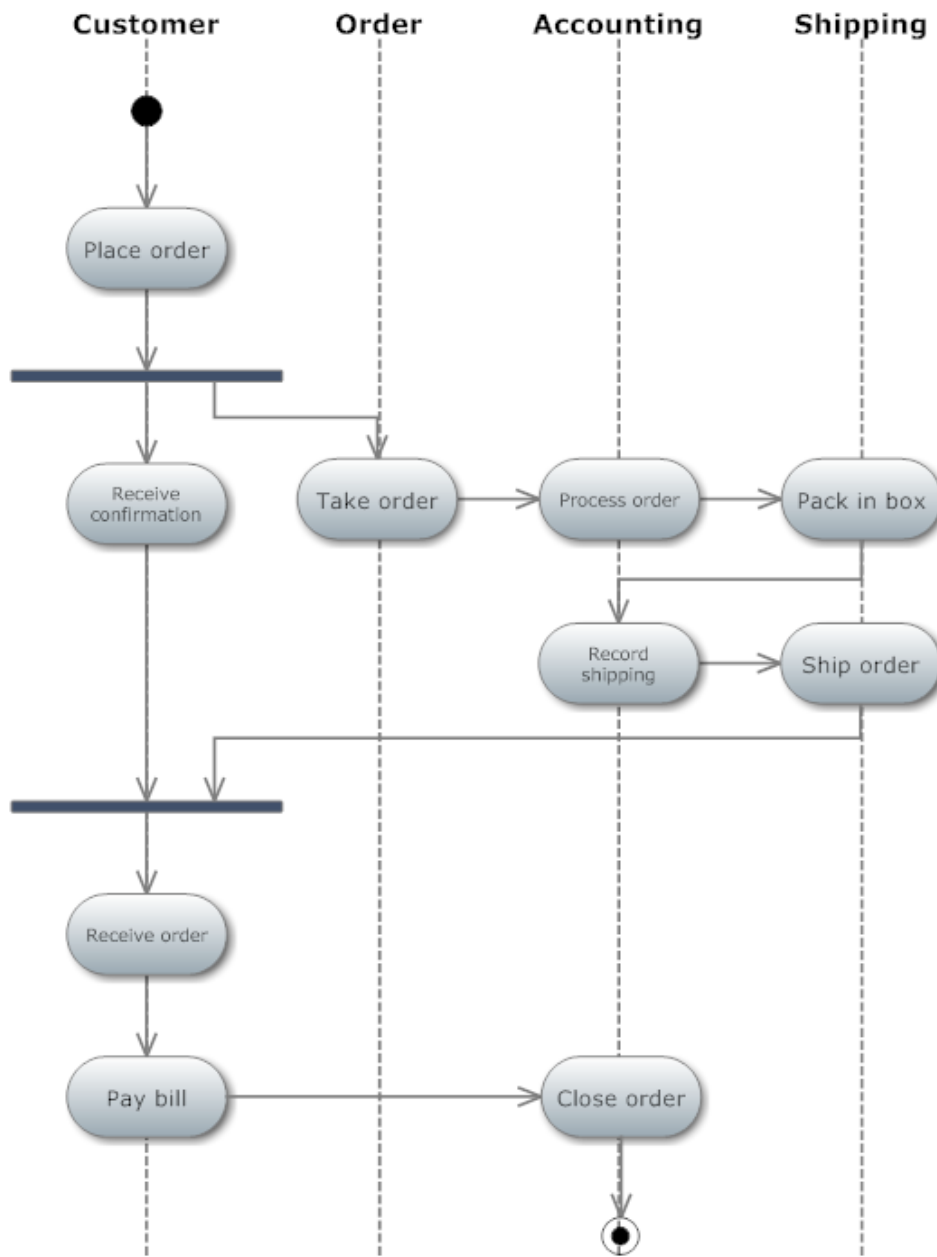 Customer Order Accounting Shipping
Place order
Receive
confirmation
Take order
Process order
Pack in box
Record
shipping
Ship order
Receive order
Pay bill
Close order